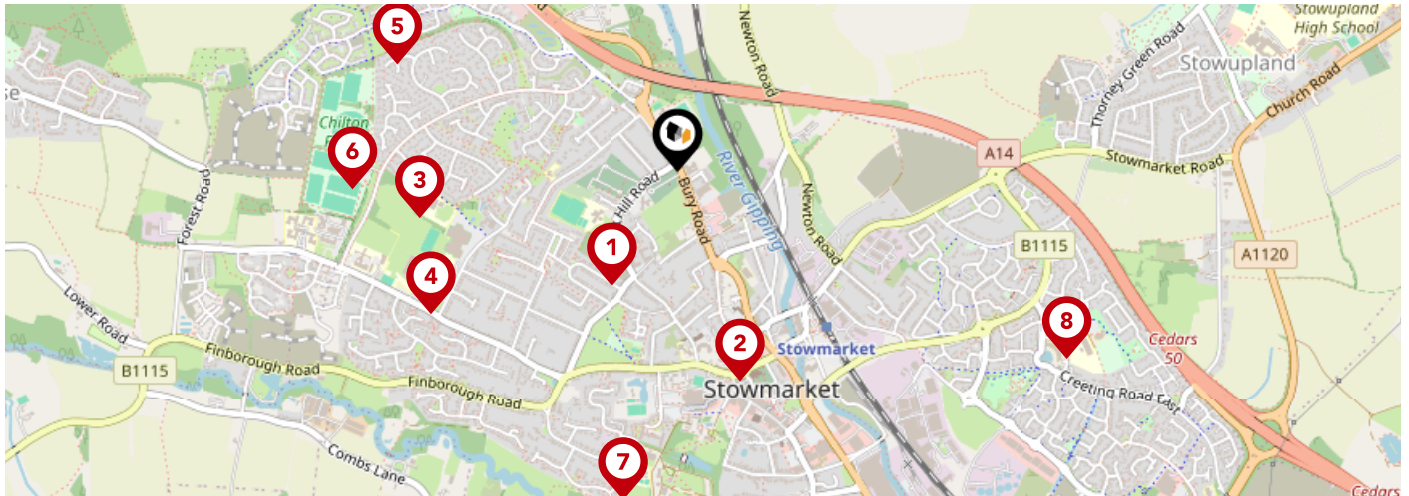 Stowupland
High School
5
Newton Road
Thorney Green Road
Stowupland
Church Road
se
Chilton
6
A14
Stowmarket Road
3
Hill Road
Bury Road
River Gipping
Newton Road
Forest Road
1
B1115
A1120
4
Lower Road
8
2
Stowmarket
Cedars
50
B1115
Finborough Road
Finborough Road
Stowmarket
Creeting Road East
Combs Lane
7
Cedars